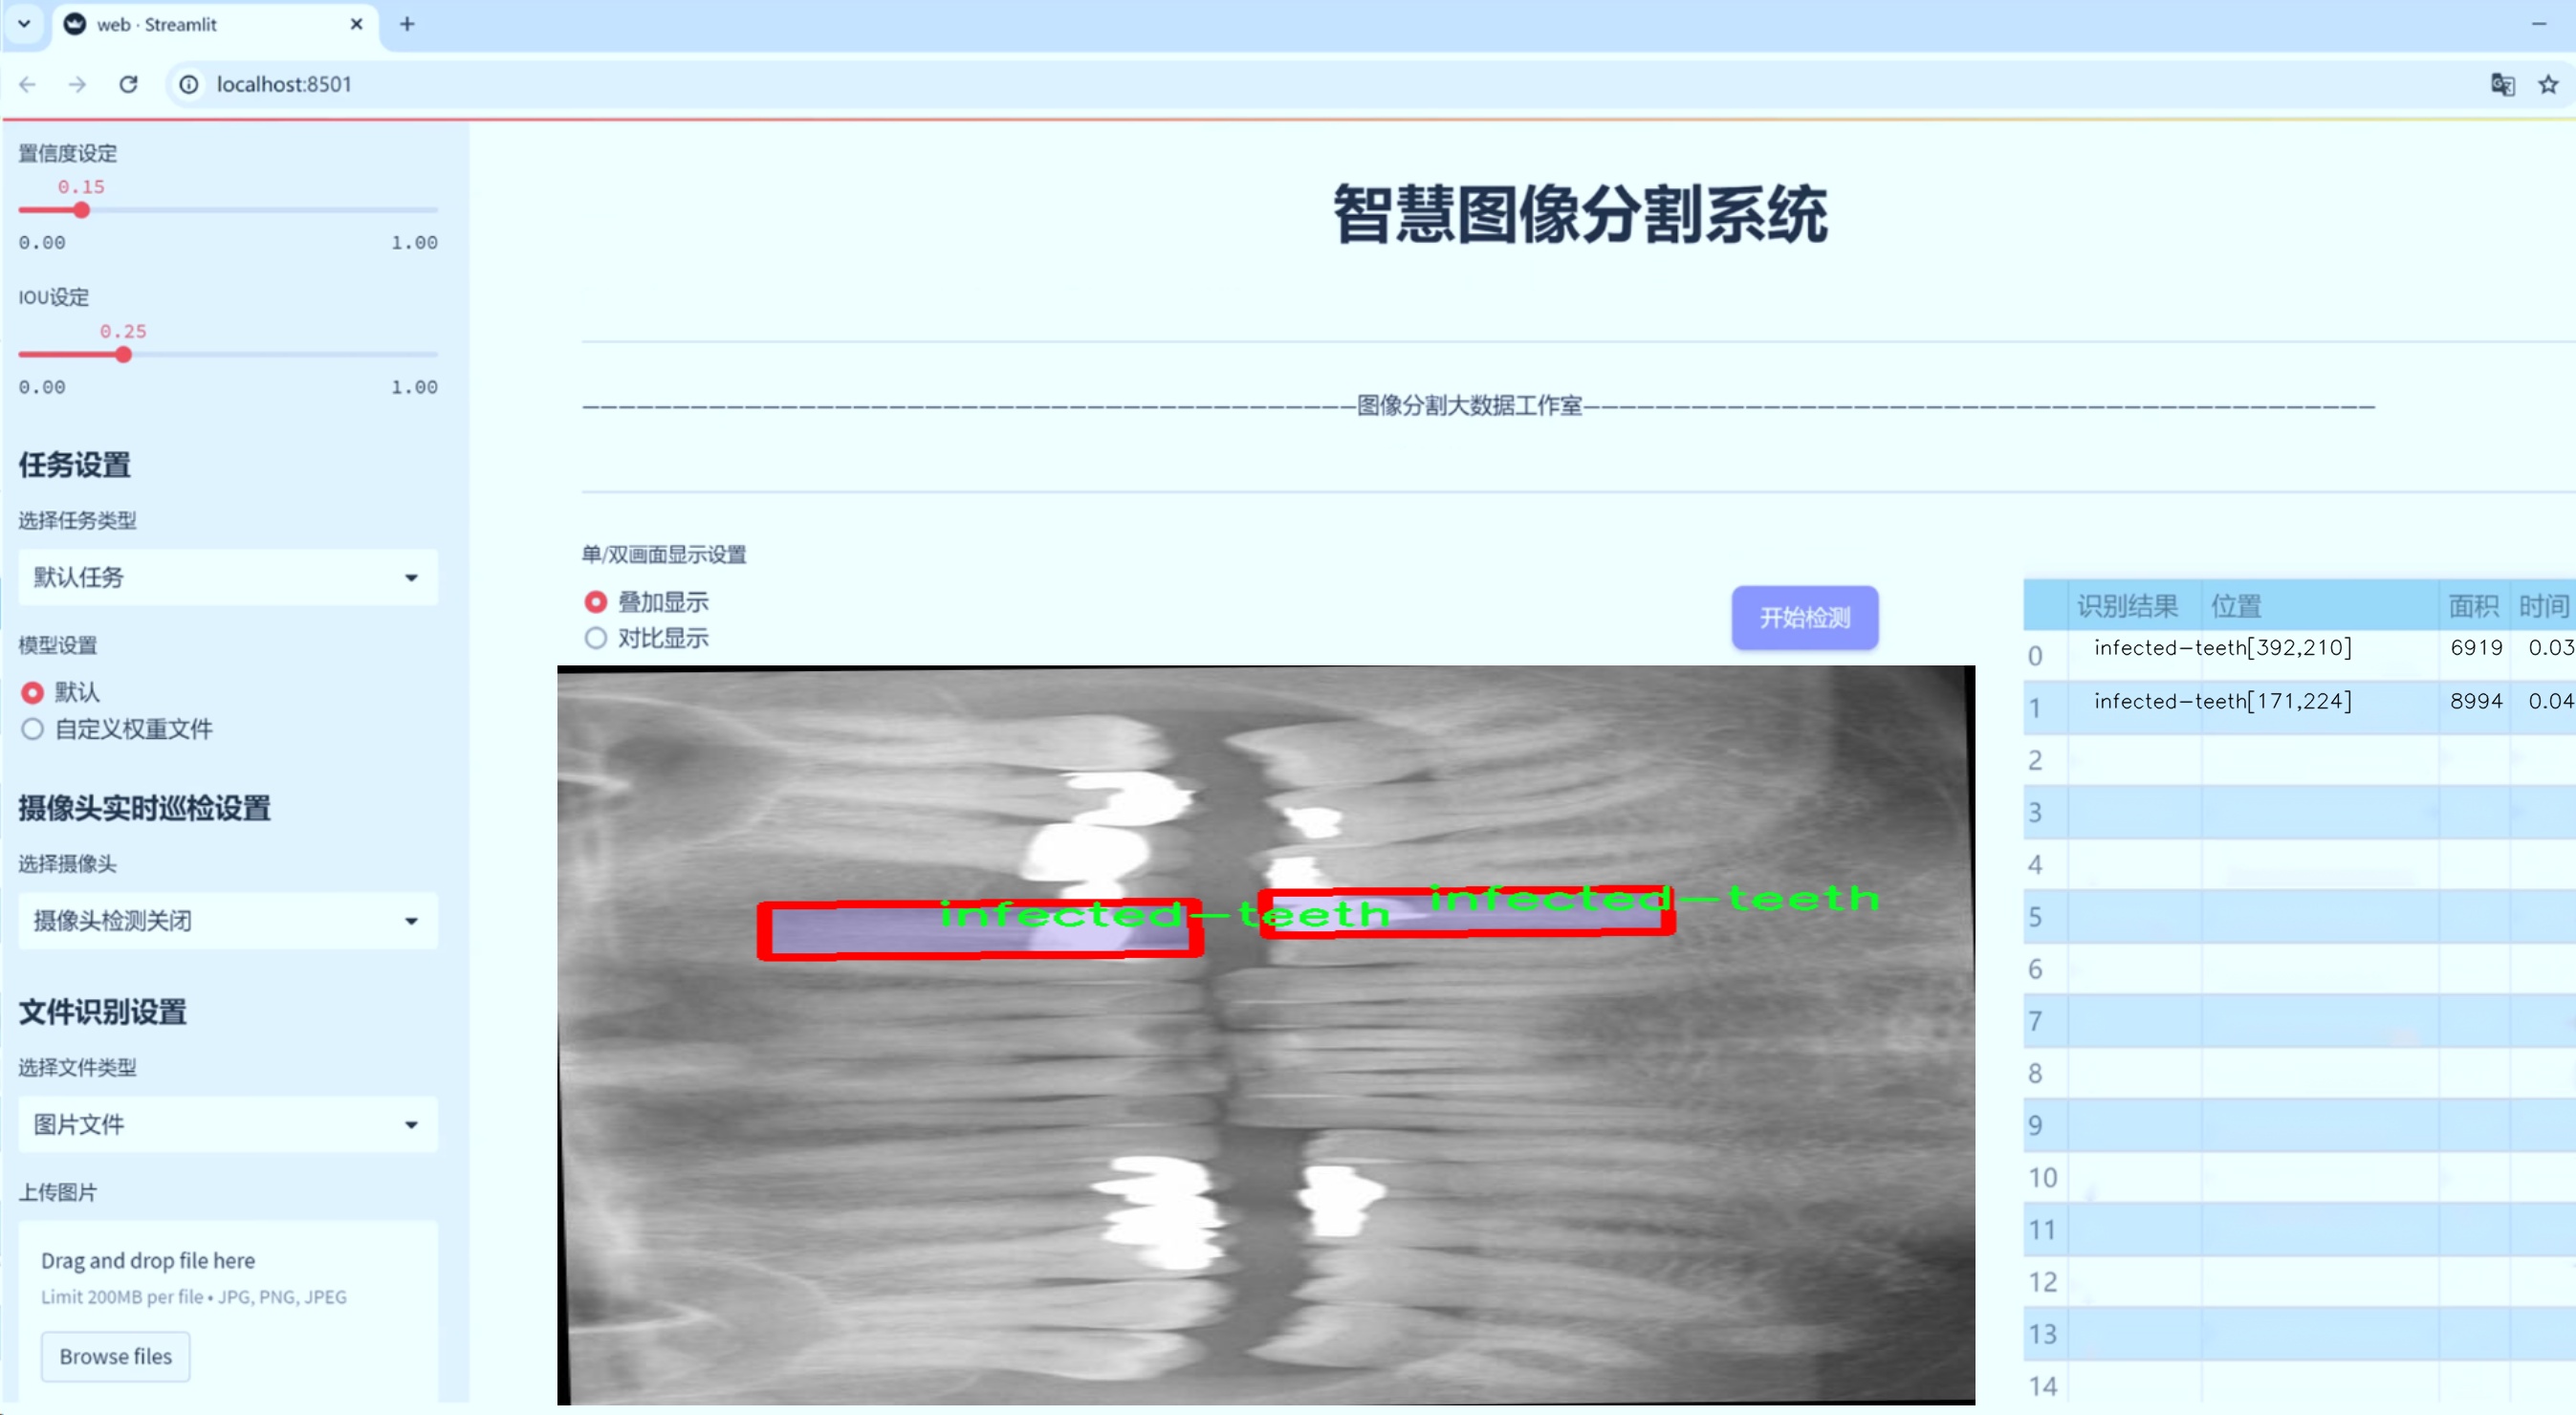 web · Streamlit
localhost:8501
置信度设定
0.15
0.00 1.00
IOU设定
0.25
0.00 1.00
任务设置
选择任务类型
默认任务
模型设置
默认
自定义权重文件
摄像头实时巡检设置
选择摄像头
摄像头检测关闭
文件识别设置
选择文件类型
图片文件
上传图片
Drag and drop file here
Limit 200MB per file • JPG, PNG, JPEG
Browse files
智慧图像分割系统
图像分割大数据工作室
单/双画面显示设置
叠加显示
对比显示
开始检测
infected-teeth
infected-teeth
识别结果 位置 面积 时间
0 infected-teeth[392,210] 6919 0.03
1 infected-teeth[171,224] 8994 0.04
2
3
4
5
6
7
8
9
10
11
12
13
14